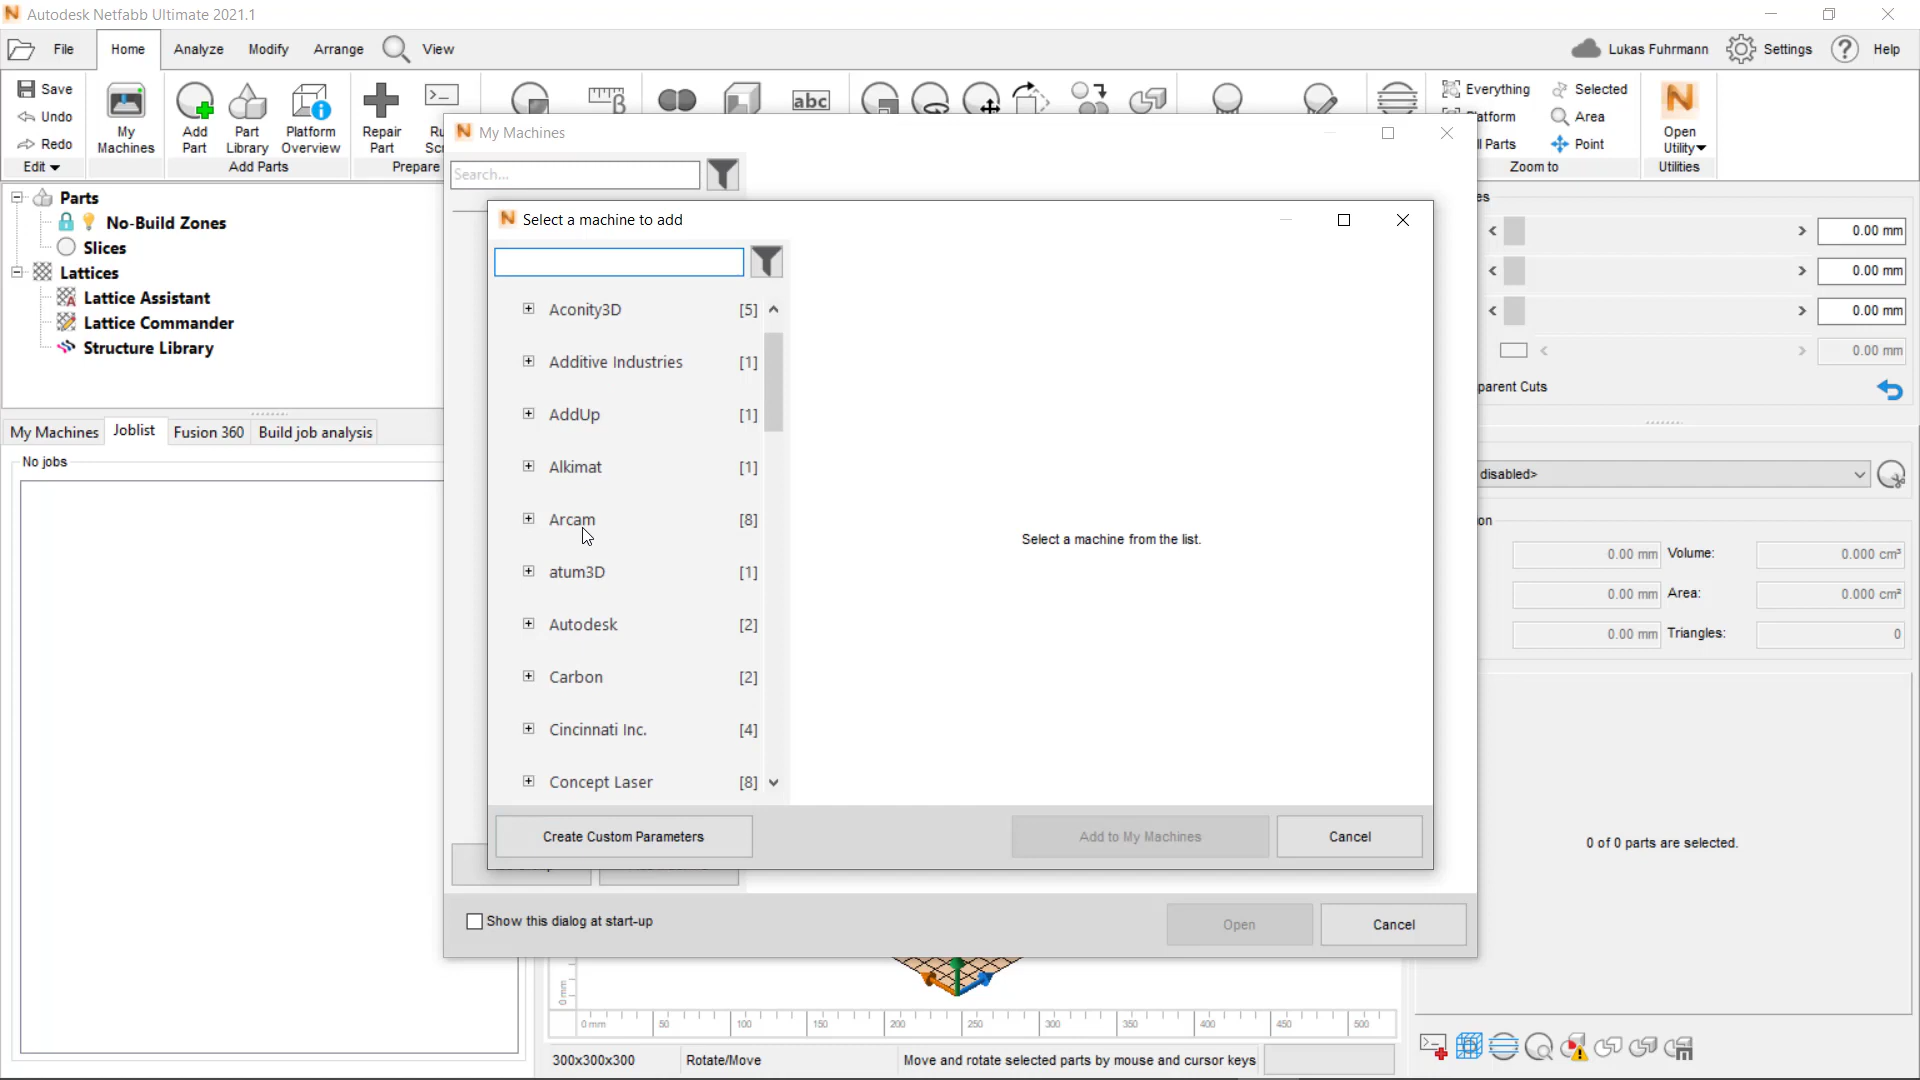 Autodesk Netfabb Ultimate 2021.1
File
Home
Analyze
Modify
Arrange
View
Lukas Fuhrmann
Settings
Help
Save
Undo
Redo
Edit
My Machines
Add Part
Part Library
Platform Overview
Add Parts
Repair Part
Prepare
abc
Everything
Selected
Area
Point
Zoom to
Open Utility
Utilities
Parts
No-Build Zones
Slices
Lattices
Lattice Assistant
Lattice Commander
Structure Library
My Machines
Joblist
Fusion 360
Build job analysis
No jobs
My Machines
Search...
Select a machine to add
Aconity3D [5]
Additive Industries [1]
AddUp [1]
Alkimat [1]
Arcam [8]
atum3D [1]
Autodesk [2]
Carbon [2]
Cincinnati Inc. [4]
Concept Laser [8]
Select a machine from the list.
Create Custom Parameters
Add to My Machines
Cancel
Show this dialog at start-up
Open
Cancel
0.00 mm
0.00 mm
0.00 mm
0.00 mm
parent Cuts
disabled>
on
0.00 mm Volume: 0.000 cm³
0.00 mm Area: 0.000 cm²
0.00 mm Triangles: 0
0 of 0 parts are selected.
0 mm
0 mm 50 100 150 200 250 300 350 400 450 500
300x300x300
Rotate/Move
Move and rotate selected parts by mouse and cursor keys